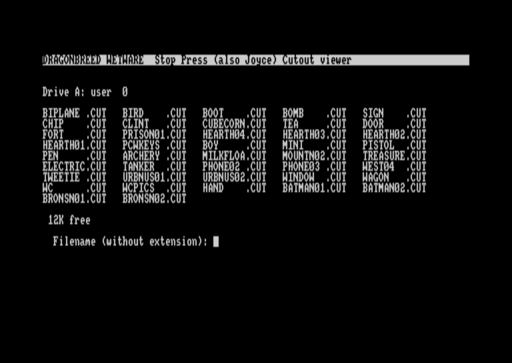 DRAGONBREED WETWARE  Stop Press (also Joyce) Cutout viewer
Drive A: user  0
BIPLANE .CUT  BIRD    .CUT  BOOT    .CUT  BOMB    .CUT  SIGN    .CUT
CHIP    .CUT  CLINT   .CUT  CUBECORN.CUT  TEA     .CUT  DOOR    .CUT
FORT    .CUT  PRISON01.CUT  HEARTH04.CUT  HEARTH03.CUT  HEARTH02.CUT
HEARTH01.CUT  PCWKEYS .CUT  BOY     .CUT  MINI    .CUT  PISTOL  .CUT
PEN     .CUT  ARCHERY .CUT  MILKFLOA.CUT  MOUNTN02.CUT  TREASURE.CUT
ELECTRIC.CUT  TANKER  .CUT  PHONE02 .CUT  PHONE03 .CUT  WEST04  .CUT
TWEETIE .CUT  URBNUS01.CUT  URBNUS02.CUT  WINDOW  .CUT  WAGON   .CUT
WC      .CUT  WCPICS  .CUT  HAND    .CUT  BATMAN01.CUT  BATMAN02.CUT
BRONSN01.CUT  BRONSN02.CUT
12K free
Filename (without extension):